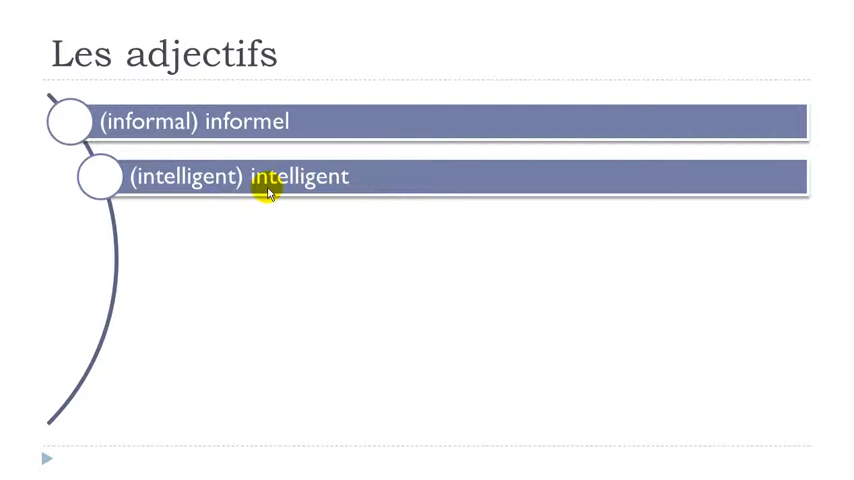 Les adjectifs
(informal) informel
(intelligent) intelligent